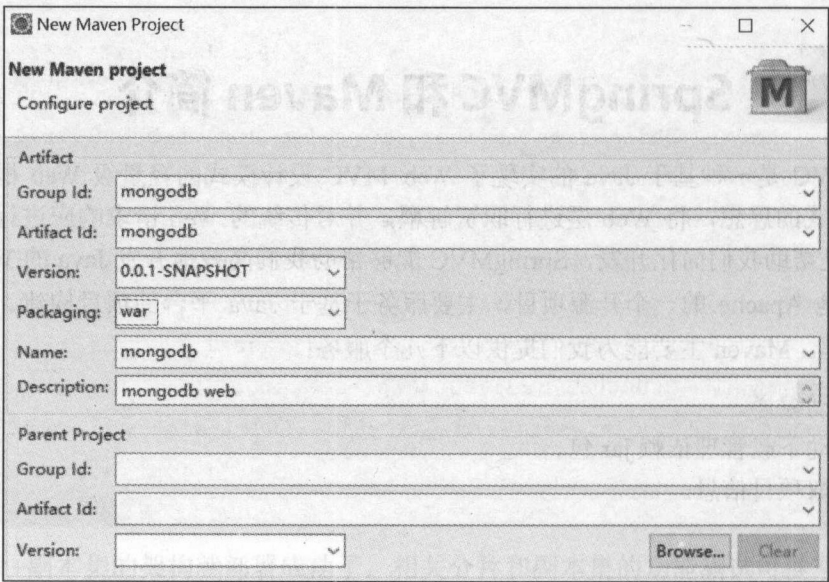 New Maven Project
New Maven project
Configure project
M
Artifact
Group Id: mongodb
Artifact Id: mongodb
Version: 0.0.1-SNAPSHOT
Packaging: war
Name: mongodb
Description: mongodb web
Parent Project
Group Id:
Artifact Id:
Version:
Browse... Clear